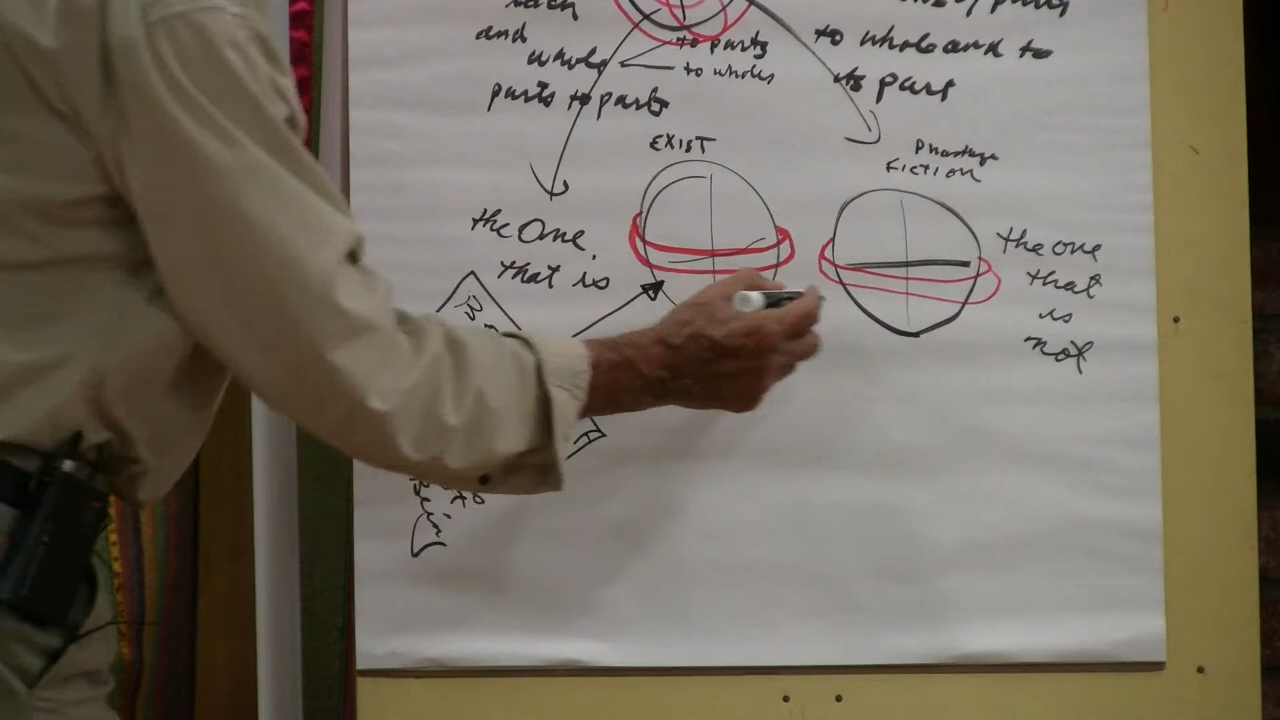 and
whole
to parts
to wholes
parts to parts
to whole and to
its part
EXIST
FICTION
the One
that is
the one
that
is
not
Being